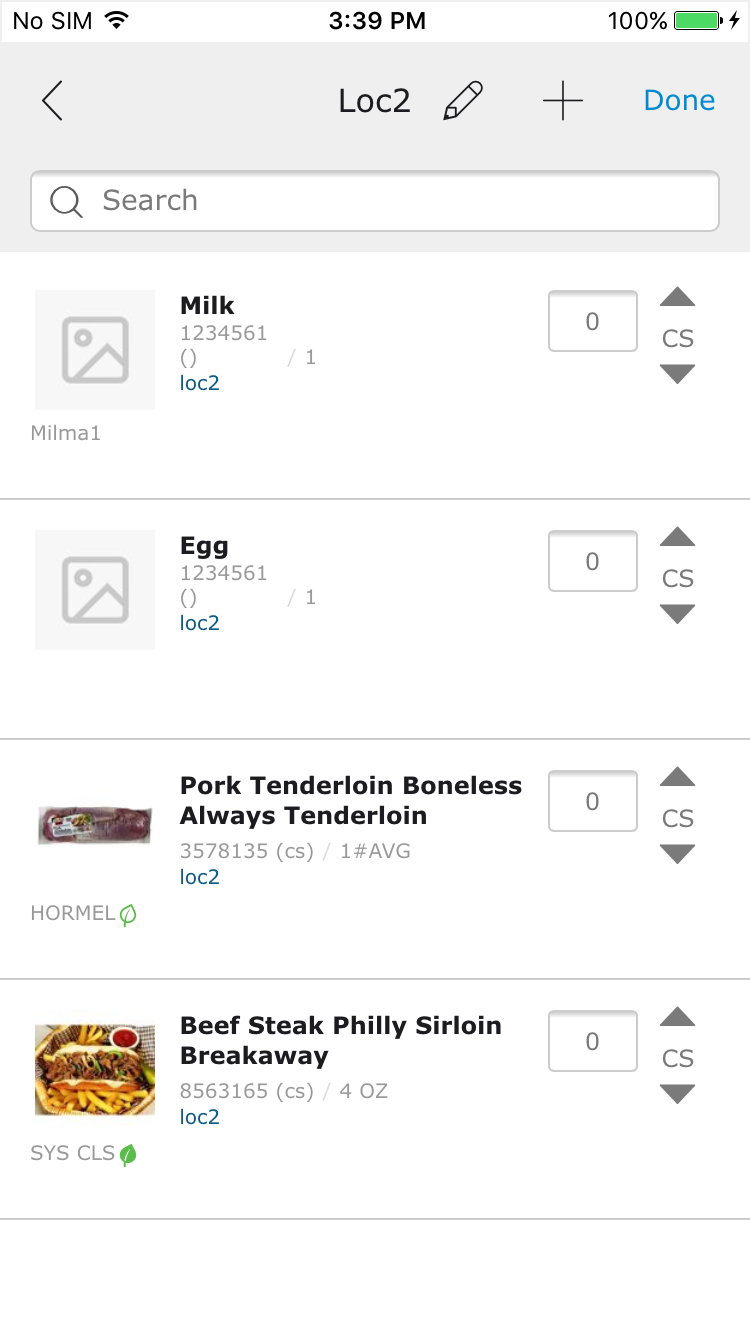 No SIM 3:39 PM 100%
Loc2 Done
Search
Milk
1234561
() / 1
loc2
0
CS
Milma1
Egg
1234561
() / 1
loc2
0
CS
Pork Tenderloin Boneless
Always Tenderloin
3578135 (cs) / 1#AVG
loc2
0
CS
HORMEL
Beef Steak Philly Sirloin
Breakaway
8563165 (cs) / 4 OZ
loc2
0
CS
SYS CLS